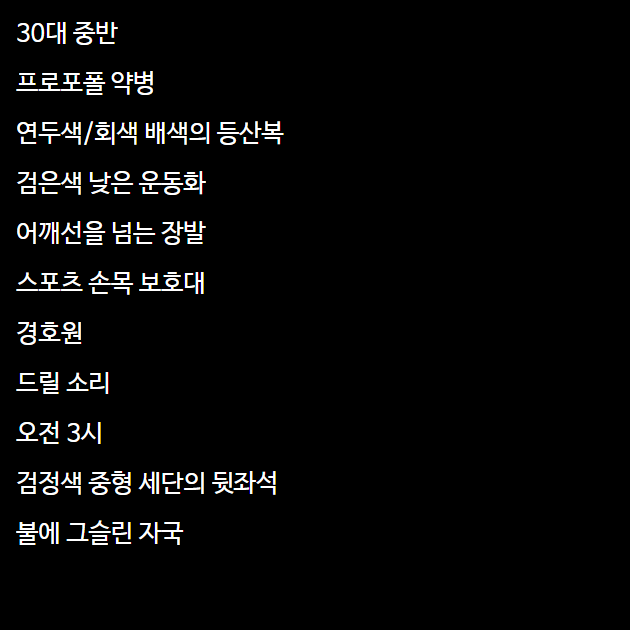 30대 중반
프로포폴 약병
연두색/회색 배색의 등산복
검은색 낮은 운동화
어깨선을 넘는 장발
스포츠 손목 보호대
경호원
드릴 소리
오전 3시
검정색 중형 세단의 뒷좌석
불에 그슬린 자국